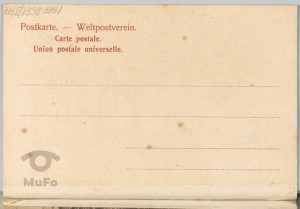 Postkarte. — Weltpostverein.
Carte postale.
Union postale universelle.
MuFo